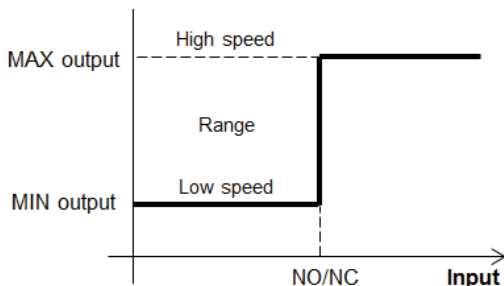 High speed
MAX output
Range
Low speed
MIN output
NO/NC
Input